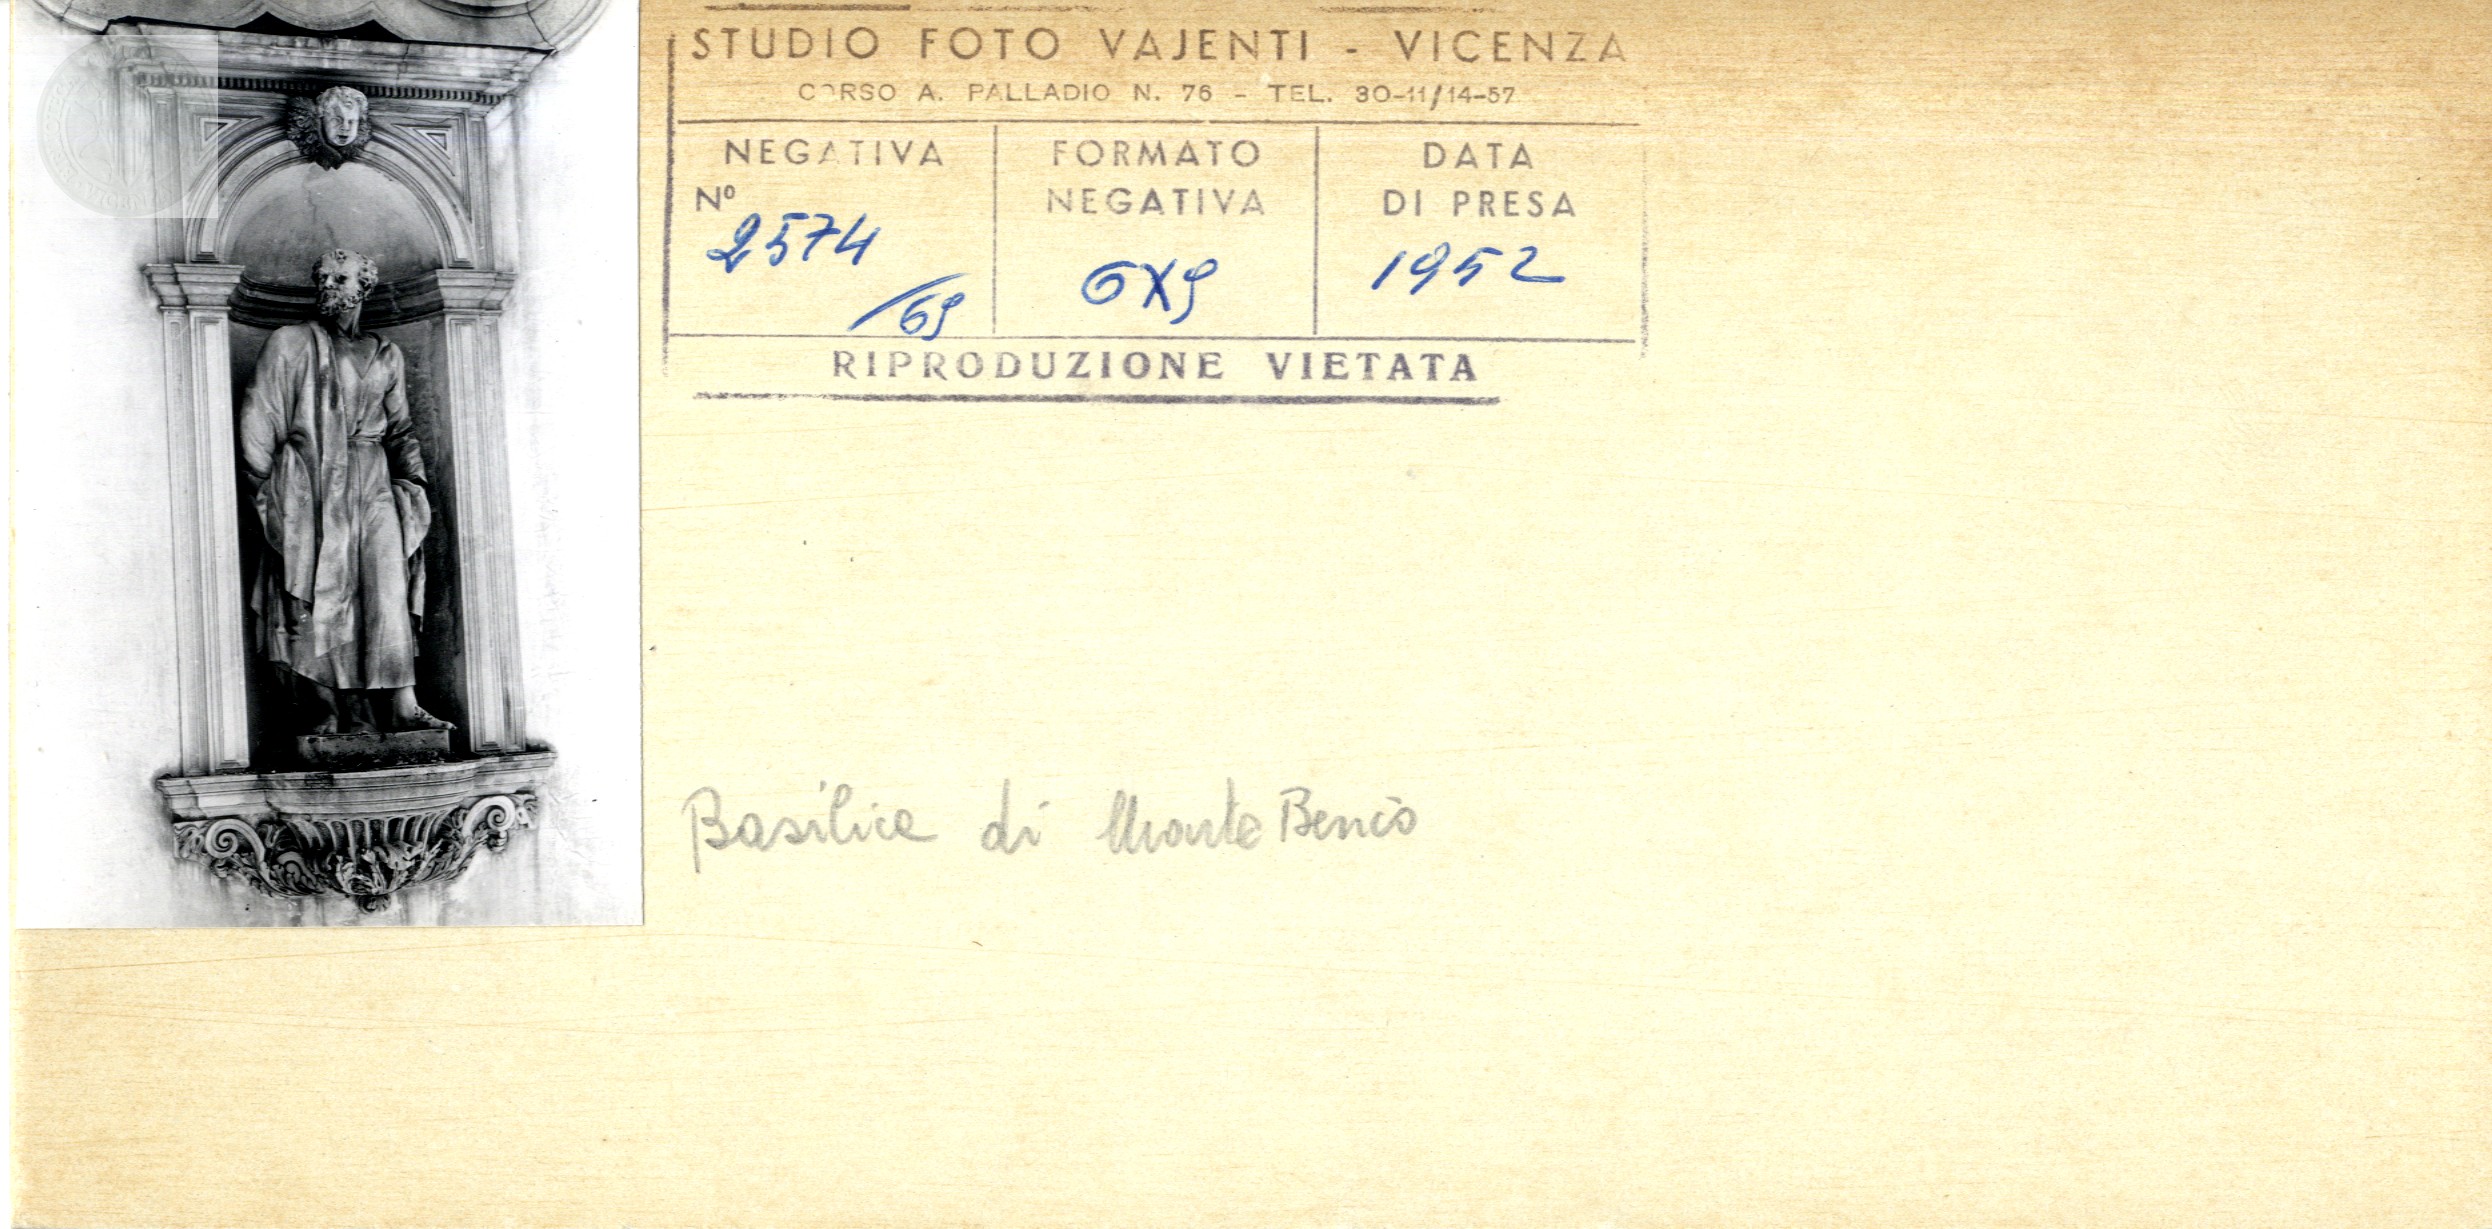 STUDIO FOTO VAJENTI - VICENZA
CORSO A. PALLADIO N. 76 - TEL. 30-11/14-57
NEGATIVA
Nº
2574
/69
FORMATO
NEGATIVA
6X9
DATA
DI PRESA
1952
RIPRODUZIONE VIETATA
Basilica di Monte Berico